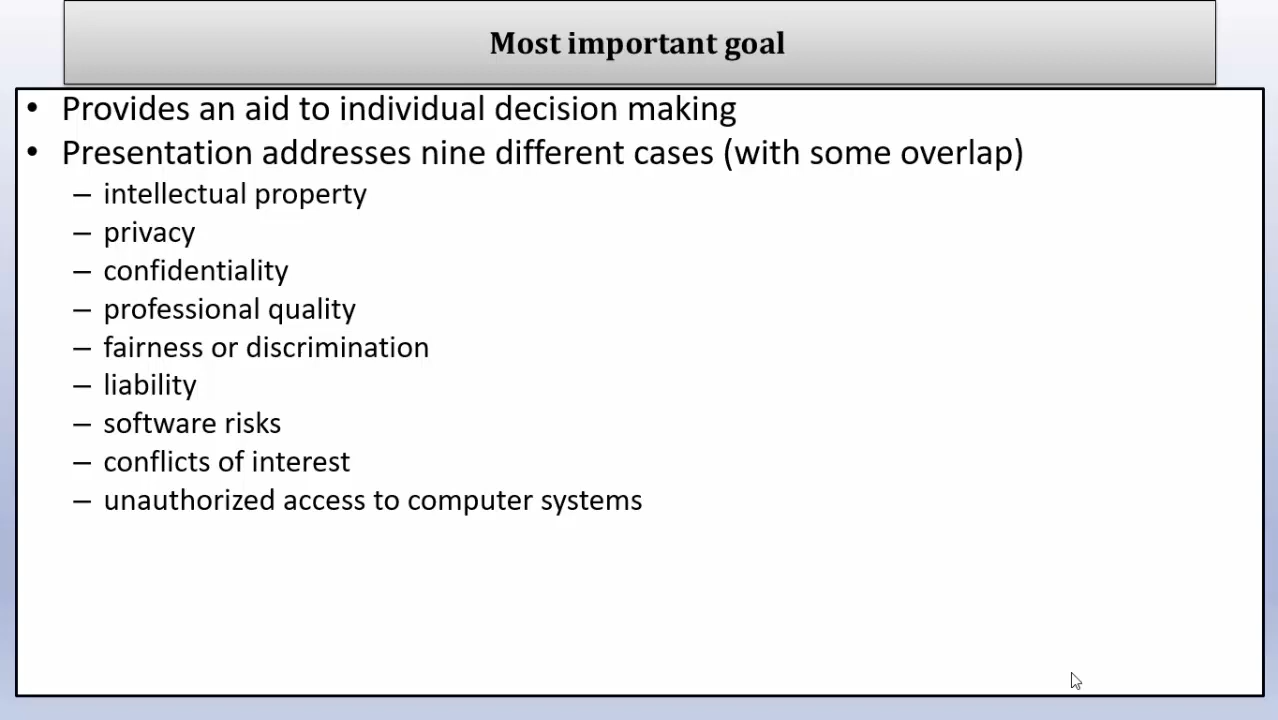 Most important goal
• Provides an aid to individual decision making
• Presentation addresses nine different cases (with some overlap)
– intellectual property
– privacy
– confidentiality
– professional quality
– fairness or discrimination
– liability
– software risks
– conflicts of interest
– unauthorized access to computer systems